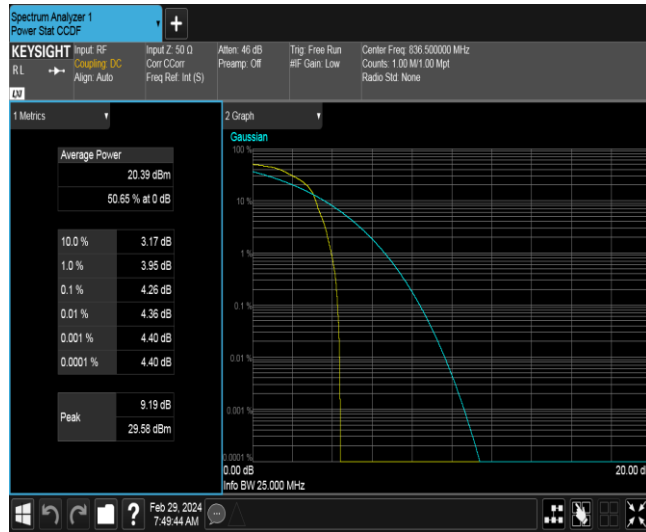 Spectrum Analyzer 1
Power Stat CCDF
+
KEYSIGHT
R L
LXI
Input: RF
Coupling: DC
Align: Auto
Input Z: 50 Ω
Corr CCorr
Freq Ref: Int (S)
Atten: 46 dB
Preamp: Off
Trig: Free Run
#IF Gain: Low
Center Freq: 836.500000 MHz
Counts: 1.00 M/1.00 Mpt
Radio Std: None
1 Metrics
Average Power
20.39 dBm
50.65 % at 0 dB
10.0 % 3.17 dB
1.0 % 3.95 dB
0.1 % 4.26 dB
0.01 % 4.36 dB
0.001 % 4.40 dB
0.0001 % 4.40 dB
Peak
9.19 dB
29.58 dBm
2 Graph
Gaussian
100 %
10 %
1 %
0.1 %
0.01 %
0.001 %
0.0001 %
0.00 dB
20.00 d
Info BW 25.000 MHz
?
Feb 29, 2024
7:49:44 AM